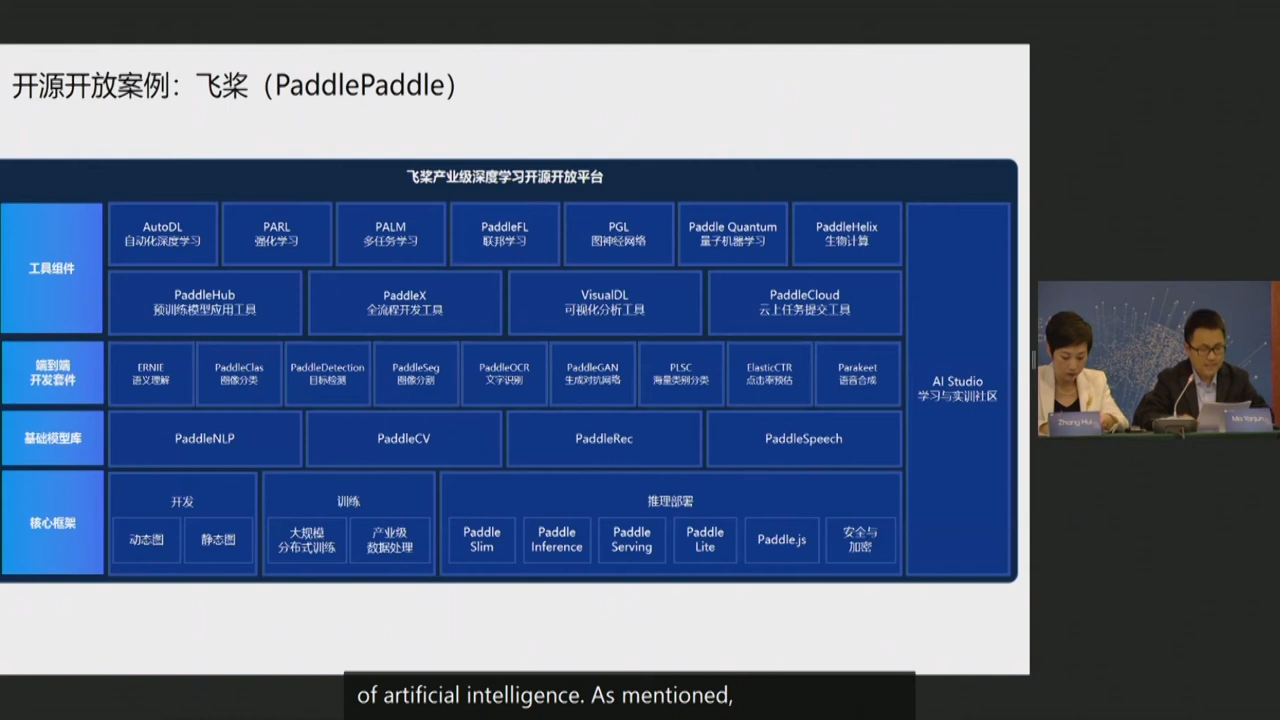 开源开放案例：飞桨（PaddlePaddle）
飞桨产业级深度学习开源开放平台
工具组件
AutoDL
自动化深度学习
PARL
强化学习
PALM
多任务学习
PaddleFL
联邦学习
PGL
图神经网络
Paddle Quantum
量子机器学习
PaddleHelix
生物计算
PaddleHub
预训练模型应用工具
PaddleX
全流程开发工具
VisualDL
可视化分析工具
PaddleCloud
云上任务提交工具
端到端
开发套件
ERNIE
语义理解
PaddleClas
图像分类
PaddleDetection
目标检测
PaddleSeg
图像分割
PaddleOCR
文字识别
PaddleGAN
生成对抗网络
PLSC
海量类别分类
ElasticCTR
点击率预估
Parakeet
语音合成
基础模型库
PaddleNLP
PaddleCV
PaddleRec
PaddleSpeech
核心框架
开发
动态图
静态图
训练
大规模
分布式训练
产业级
数据处理
推理部署
Paddle
Slim
Paddle
Inference
Paddle
Serving
Paddle
Lite
Paddle.js
安全与
加密
AI Studio
学习与实训社区
Zhang Hui
Ma Yanjun
of artificial intelligence. As mentioned,